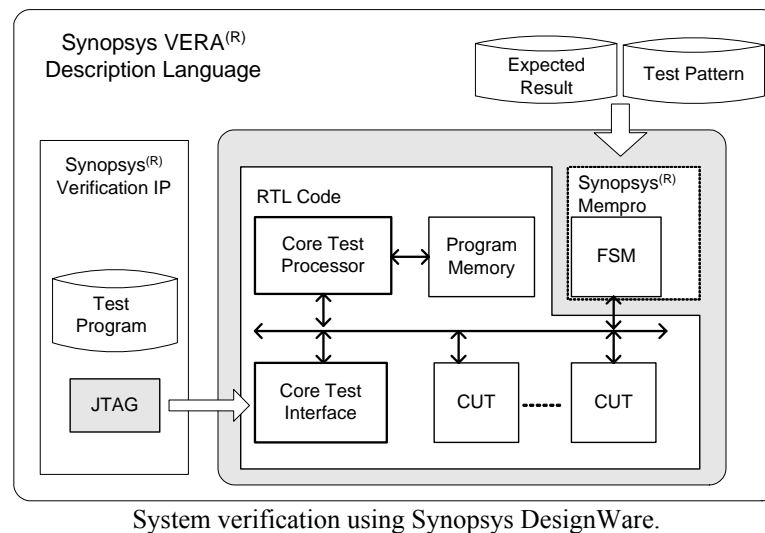 Synopsys VERA(R)
Description Language
Expected
Result
Test Pattern
Synopsys(R)
Verification IP
Test
Program
JTAG
RTL Code
Core Test
Processor
Program
Memory
Synopsys(R)
Mempro
FSM
Core Test
Interface
CUT
CUT
System verification using Synopsys DesignWare.